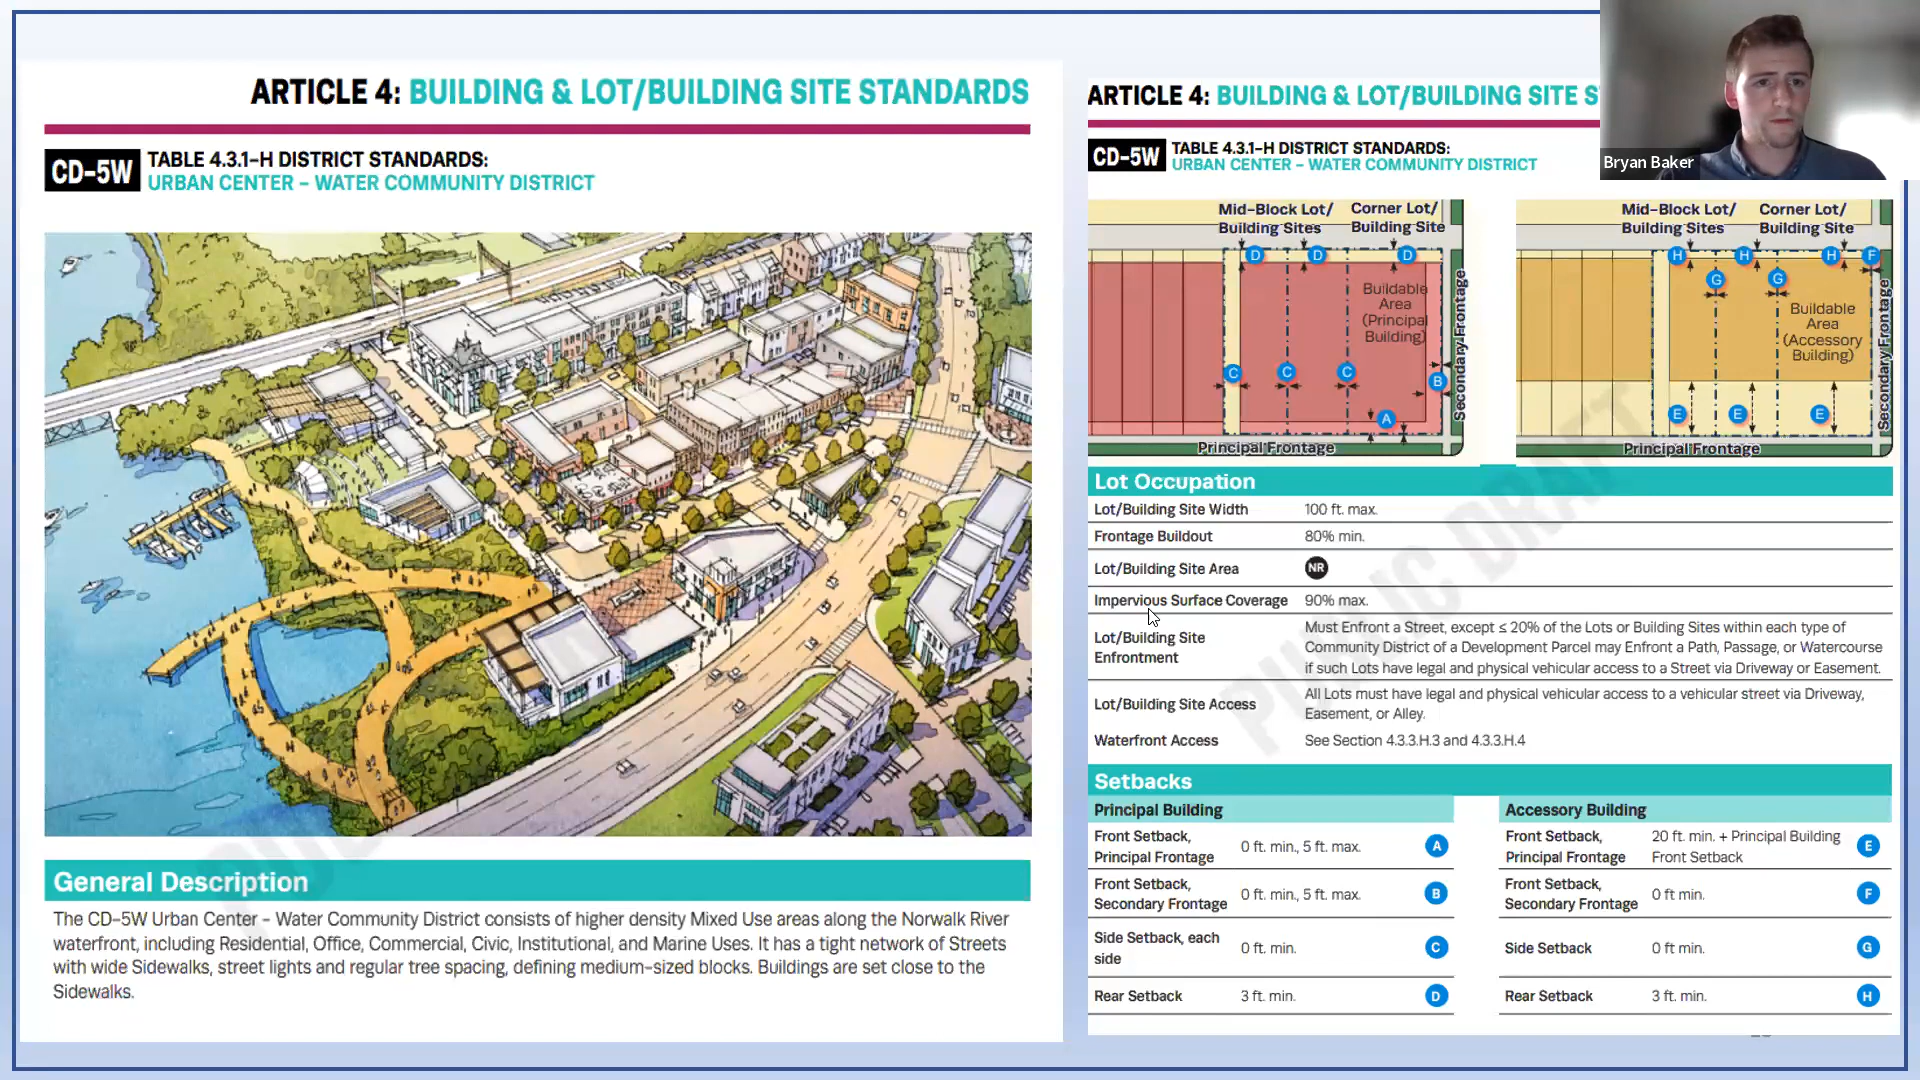 ARTICLE 4: BUILDING & LOT/BUILDING SITE STANDARDS
CD-5W
TABLE 4.3.1-H DISTRICT STANDARDS:
URBAN CENTER - WATER COMMUNITY DISTRICT
General Description
The CD-5W Urban Center - Water Community District consists of higher density Mixed Use areas along the Norwalk River
waterfront, including Residential, Office, Commercial, Civic, Institutional, and Marine Uses. It has a tight network of Streets
with wide Sidewalks, street lights and regular tree spacing, defining medium-sized blocks. Buildings are set close to the
Sidewalks.
ARTICLE 4: BUILDING & LOT/BUILDING SITE S
CD-5W
TABLE 4.3.1-H DISTRICT STANDARDS:
URBAN CENTER - WATER COMMUNITY DISTRICT
Bryan Baker
Mid-Block Lot/
Building Sites
Corner Lot/
Building Site
D D D
Buildable
Area
(Principal
Building)
C C C
B
A
Secondary Frontage
Principal Frontage
Mid-Block Lot/
Building Sites
Corner Lot/
Building Site
H H H F
G G
Buildable
Area
(Accessory
Building)
E E E
Secondary Frontage
Principal Frontage
PUBLIC DRAFT
Lot Occupation
Lot/Building Site Width 100 ft. max.
Frontage Buildout 80% min.
Lot/Building Site Area NR
Impervious Surface Coverage 90% max.
Lot/Building Site
Enfrontment
Must Enfront a Street, except ≤ 20% of the Lots or Building Sites within each type of
Community District of a Development Parcel may Enfront a Path, Passage, or Watercourse
if such Lots have legal and physical vehicular access to a Street via Driveway or Easement.
Lot/Building Site Access
All Lots must have legal and physical vehicular access to a vehicular street via Driveway,
Easement, or Alley.
Waterfront Access See Section 4.3.3.H.3 and 4.3.3.H.4
Setbacks
Principal Building
Front Setback,
Principal Frontage
0 ft. min., 5 ft. max. A
Front Setback,
Secondary Frontage
0 ft. min., 5 ft. max. B
Side Setback, each
side
0 ft. min. C
Rear Setback 3 ft. min. D
Accessory Building
Front Setback,
Principal Frontage
20 ft. min. + Principal Building
Front Setback
E
Front Setback,
Secondary Frontage
0 ft min. F
Side Setback 0 ft min. G
Rear Setback 3 ft. min. H